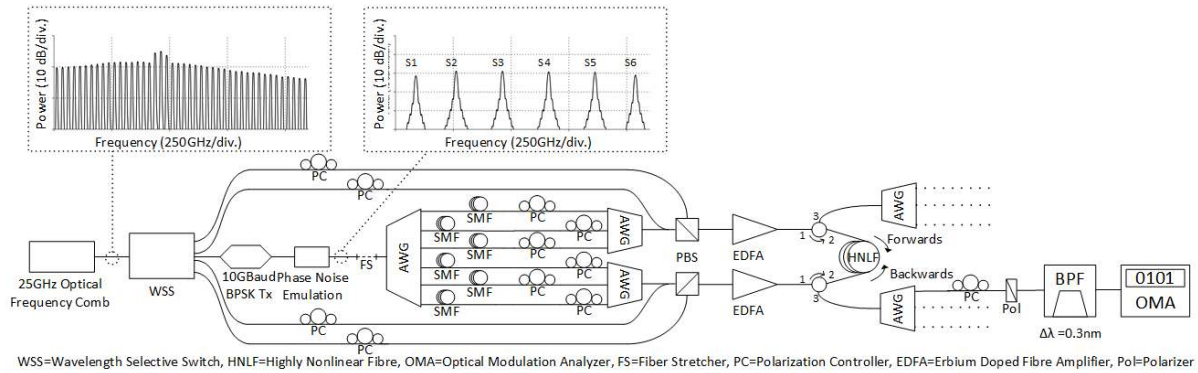 Power (10 dB/div.)
Frequency (250GHz/div.)
Power (10 dB/div.)
S1 S2 S3 S4 S5 S6
Frequency (250GHz/div.)
25GHz Optical
Frequency Comb
WSS
PC
PC
10GBaud
BPSK Tx
Phase Noise
Emulation
FS
AWG
SMF
PC
SMF
PC
SMF
PC
SMF
PC
SMF
PC
SMF
PC
AWG
AWG
PC
PC
PBS
EDFA
EDFA
1 2 3
1 2 3
HNLF
Forwards
Backwards
AWG
AWG
PC
Pol
BPF
Δλ =0.3nm
0101
OMA
WSS=Wavelength Selective Switch, HNLF=Highly Nonlinear Fibre, OMA=Optical Modulation Analyzer, FS=Fiber Stretcher, PC=Polarization Controller, EDFA=Erbium Doped Fibre Amplifier, Pol=Polarizer